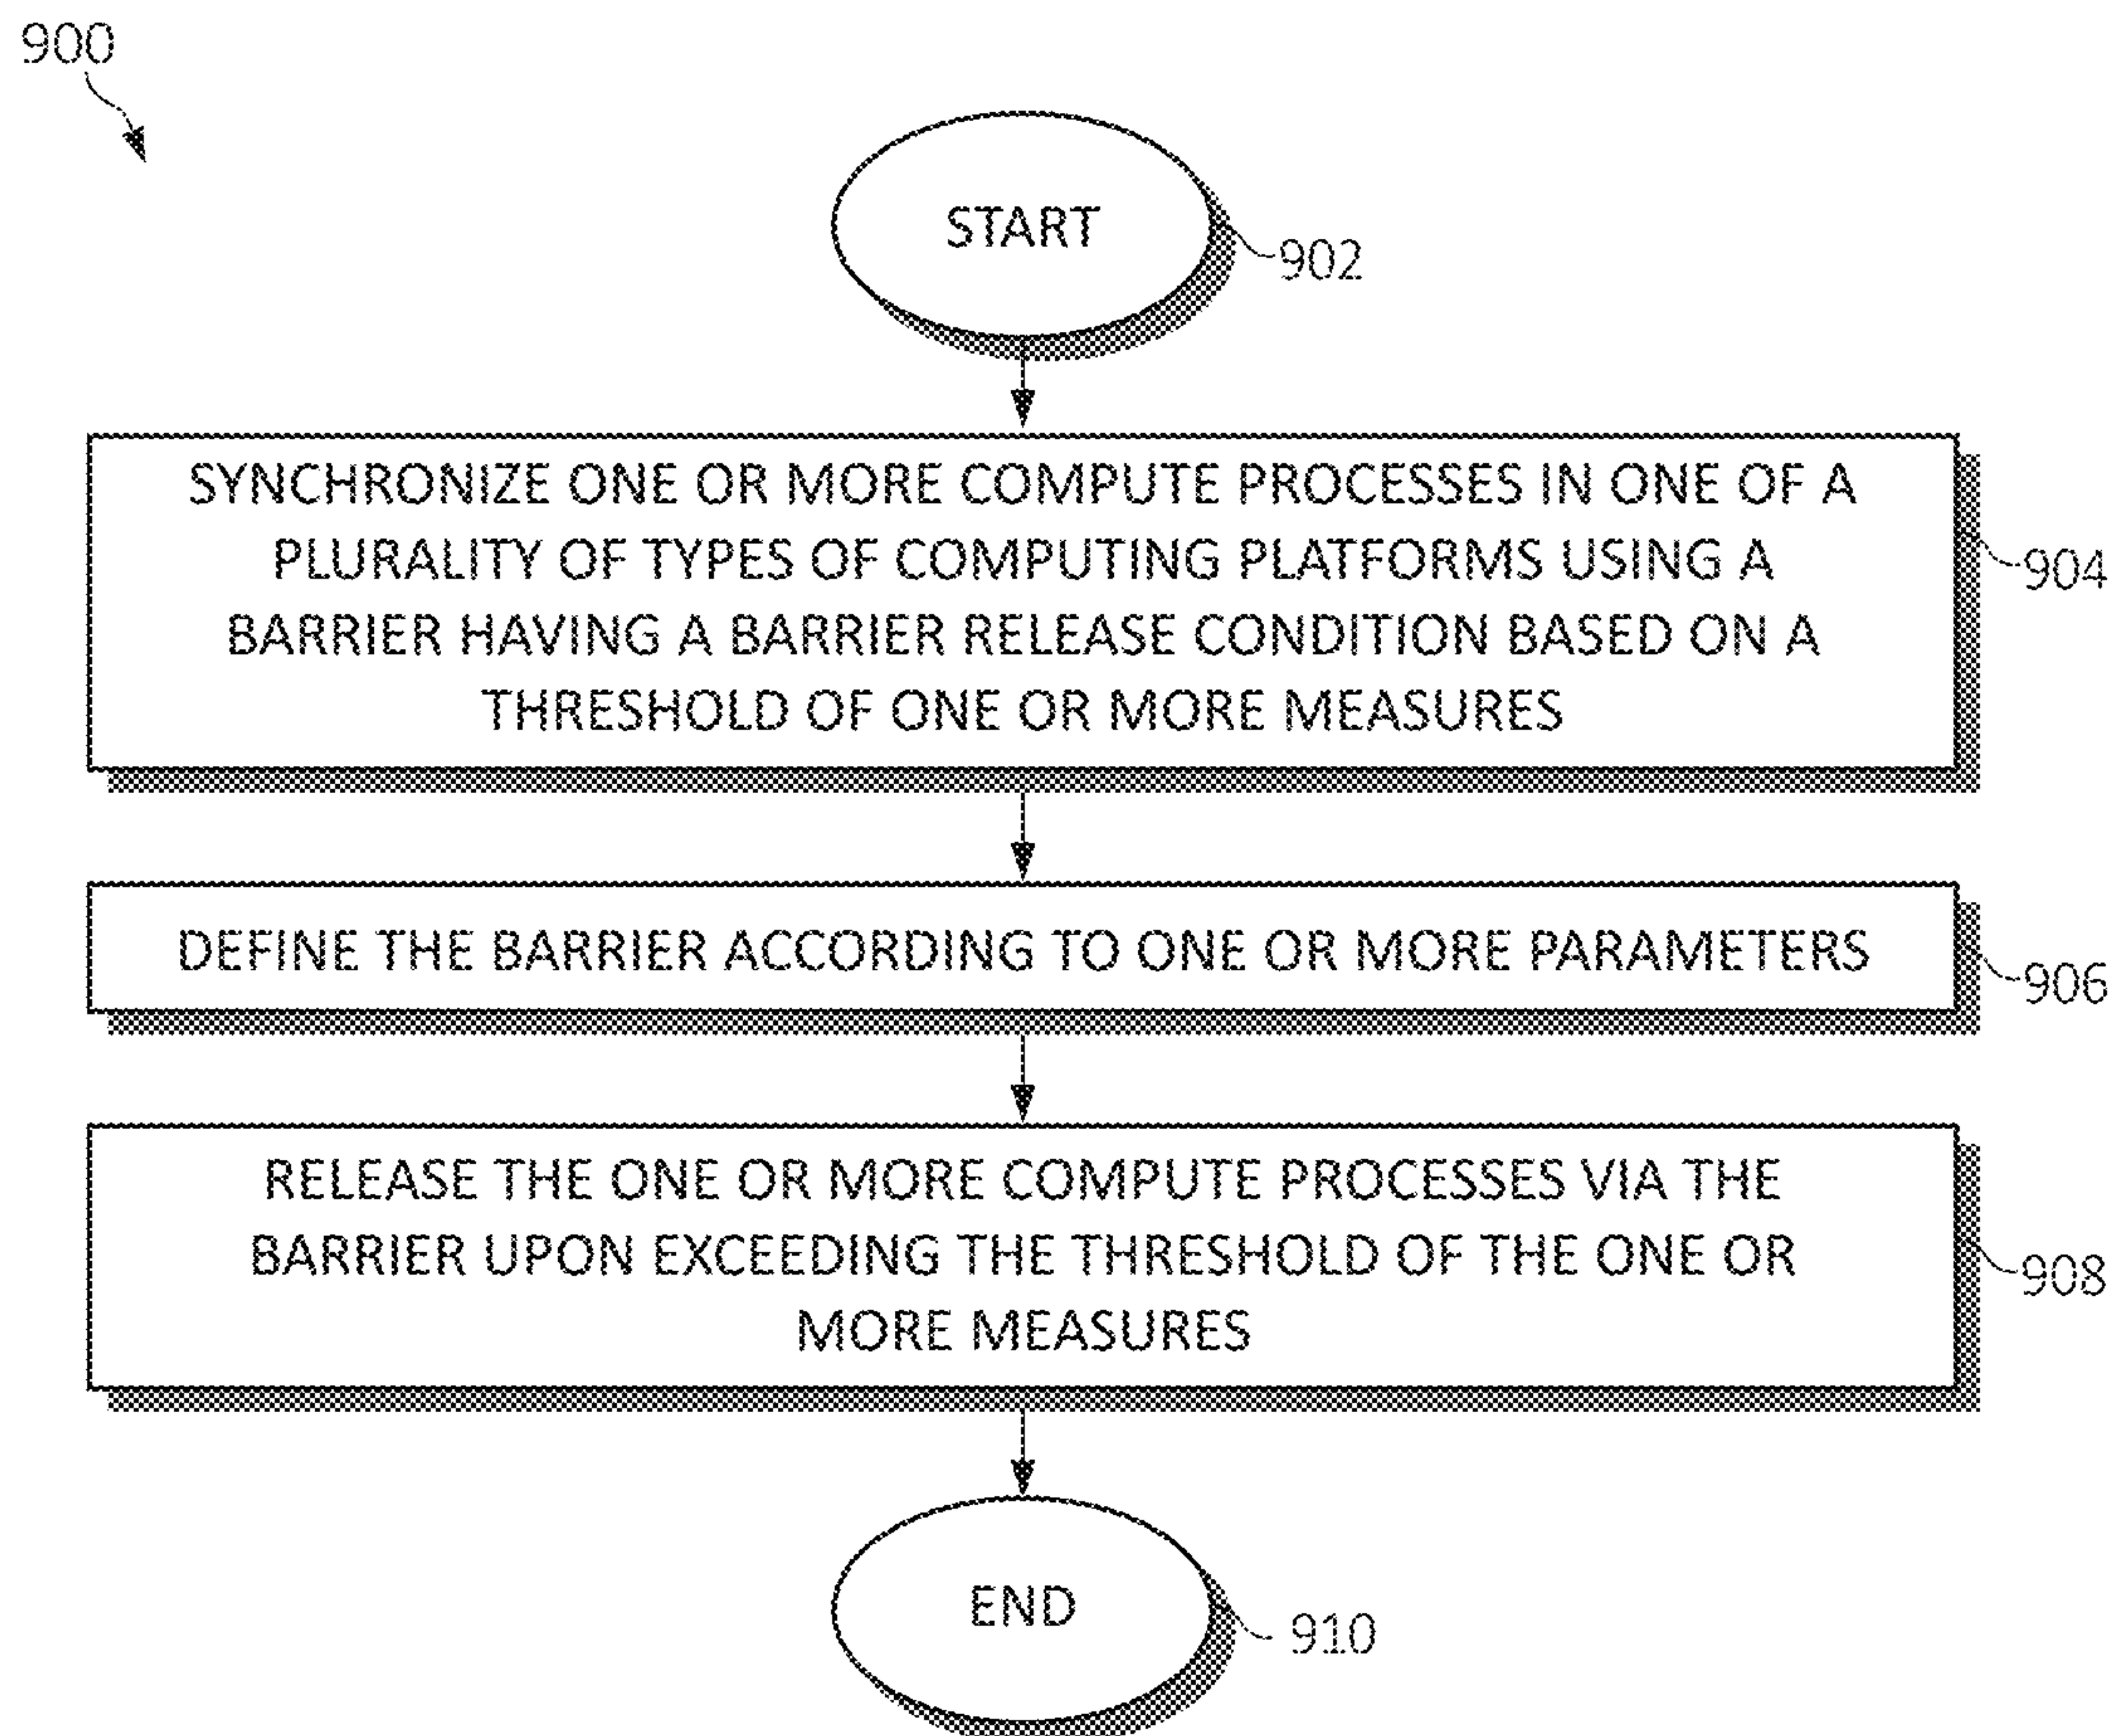 900
START
902
SYNCHRONIZE ONE OR MORE COMPUTE PROCESSES IN ONE OF A
PLURALITY OF TYPES OF COMPUTING PLATFORMS USING A
BARRIER HAVING A BARRIER RELEASE CONDITION BASED ON A
THRESHOLD OF ONE OR MORE MEASURES
904
DEFINE THE BARRIER ACCORDING TO ONE OR MORE PARAMETERS
906
RELEASE THE ONE OR MORE COMPUTE PROCESSES VIA THE
BARRIER UPON EXCEEDING THE THRESHOLD OF THE ONE OR
MORE MEASURES
908
END
910